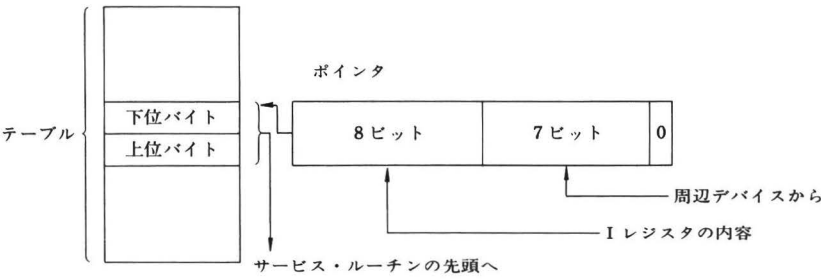 ポインタ
下位バイト
8ビット
7ビット
0
テーブル
上位バイト
周辺デバイスから
Iレジスタの内容
サービス・ルーチンの先頭へ